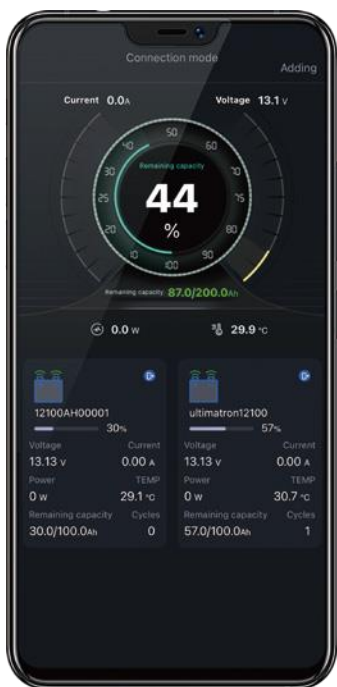 Connection mode
Adding
Current 0.0A
Voltage 13.1 V
50
40 60
30 70
Remaining capacity
25 75
44
%
20 80
10 90
100
Remaining capacity 87.0/200.0Ah
0.0 w
29.9 °C
12100AH00001
30%
Voltage Current
13.13 v 0.00 A
Power TEMP
0 w 29.1 °C
Remaining capacity Cycles
30.0/100.0Ah 0
ultimatron12100
57%
Voltage Current
13.13 v 0.00 A
Power TEMP
0 w 30.7 °C
Remaining capacity Cycles
57.0/100.0Ah 1